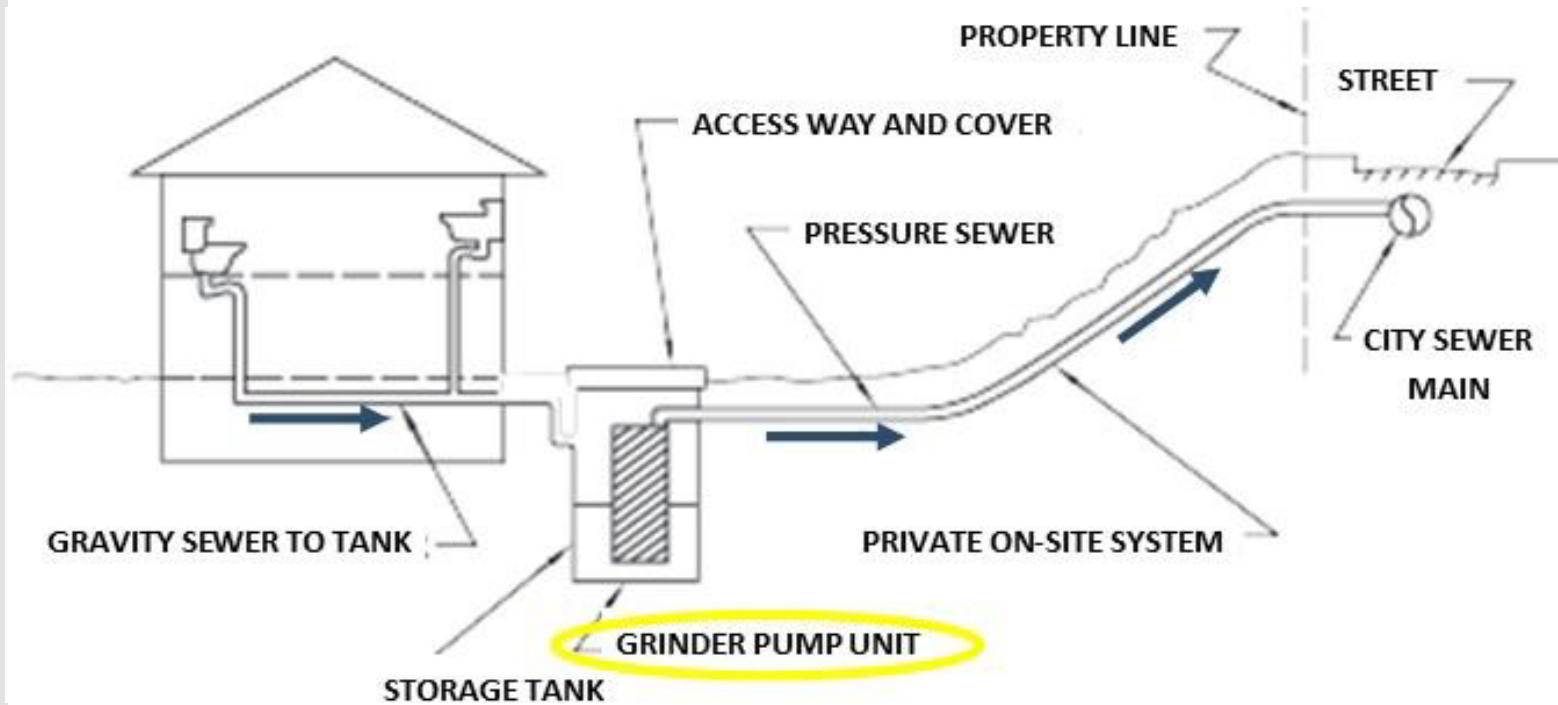 PROPERTY LINE
STREET
ACCESS WAY AND COVER
PRESSURE SEWER
CITY SEWER
MAIN
GRAVITY SEWER TO TANK
PRIVATE ON-SITE SYSTEM
GRINDER PUMP UNIT
STORAGE TANK